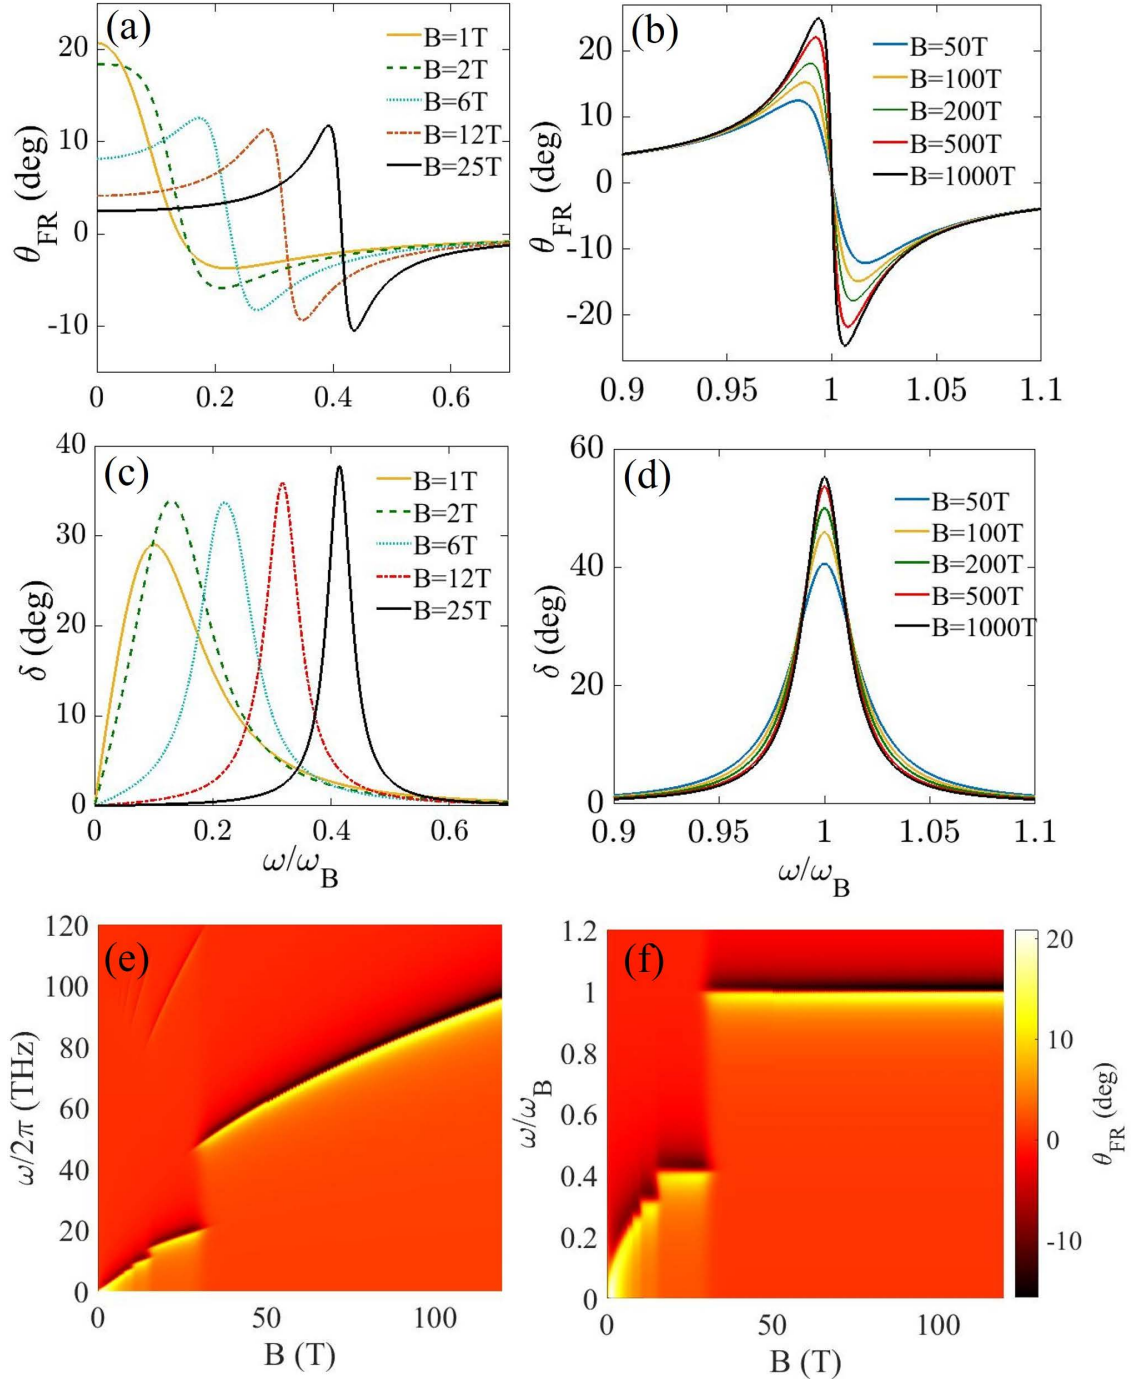 (a)
B=1T
B=2T
B=6T
B=12T
B=25T
20
10
0
-10
θFR (deg)
0 0.2 0.4 0.6
(b)
B=50T
B=100T
B=200T
B=500T
B=1000T
20
10
0
-10
-20
θFR (deg)
0.9 0.95 1 1.05 1.1
(c)
B=1T
B=2T
B=6T
B=12T
B=25T
40
30
20
10
0
δ (deg)
0 0.2 0.4 0.6
ω/ωB
(d)
B=50T
B=100T
B=200T
B=500T
B=1000T
60
40
20
0
δ (deg)
0.9 0.95 1 1.05 1.1
ω/ωB
(e)
120
100
80
60
40
20
0
ω/2π (THz)
0 50 100
B (T)
(f)
1.2
1
0.8
0.6
0.4
0.2
0
ω/ωB
0 50 100
B (T)
20
10
0
-10
θFR (deg)